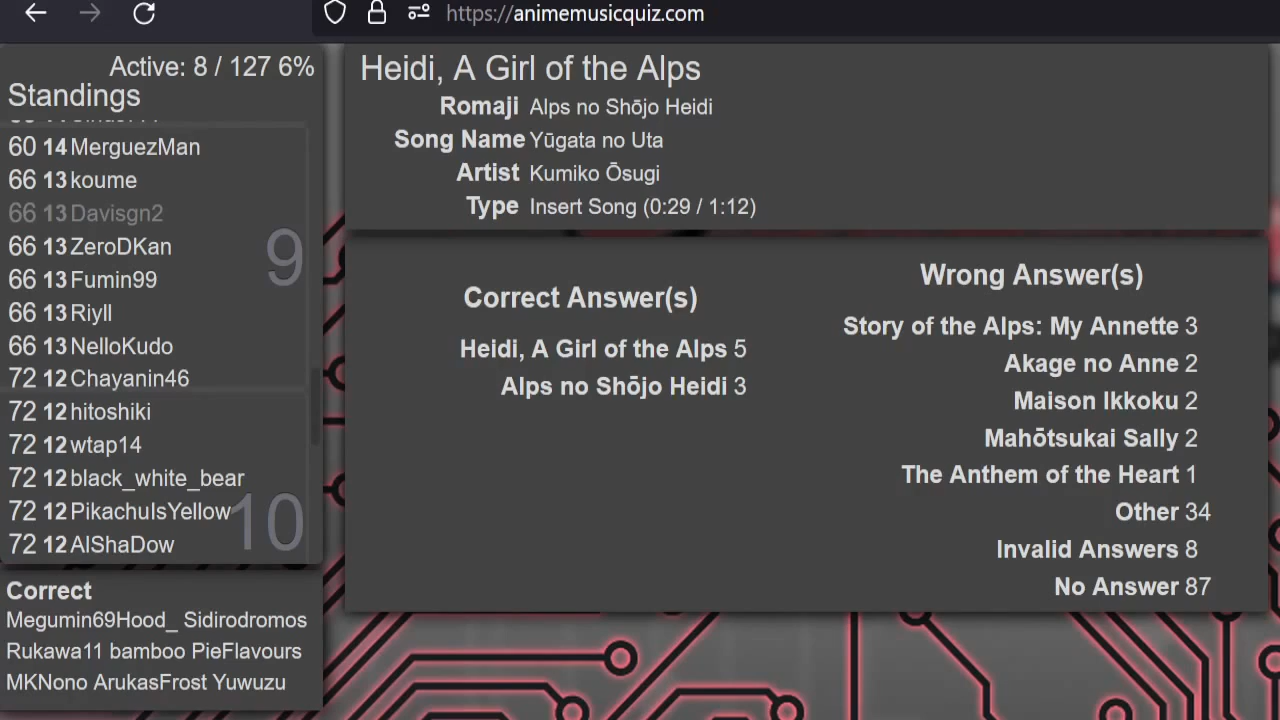 https://animemusicquiz.com
Active: 8 / 127 6%
Standings
60 14 MerguezMan
66 13 koume
66 13 Davisgn2
66 13 ZeroDKan
9
66 13 Fumin99
66 13 Riyll
66 13 NelloKudo
72 12 Chayanin46
72 12 hitoshiki
72 12 wtap14
72 12 black_white_bear
72 12 PikachuIsYellow
10
72 12 AlShaDow
Correct
Megumin69Hood_ Sidirodromos
Rukawa11 bamboo PieFlavours
MKNono ArukasFrost Yuwuzu
Heidi, A Girl of the Alps
Romaji Alps no Shōjo Heidi
Song Name Yūgata no Uta
Artist Kumiko Ōsugi
Type Insert Song (0:29 / 1:12)
Correct Answer(s)
Heidi, A Girl of the Alps 5
Alps no Shōjo Heidi 3
Wrong Answer(s)
Story of the Alps: My Annette 3
Akage no Anne 2
Maison Ikkoku 2
Mahōtsukai Sally 2
The Anthem of the Heart 1
Other 34
Invalid Answers 8
No Answer 87